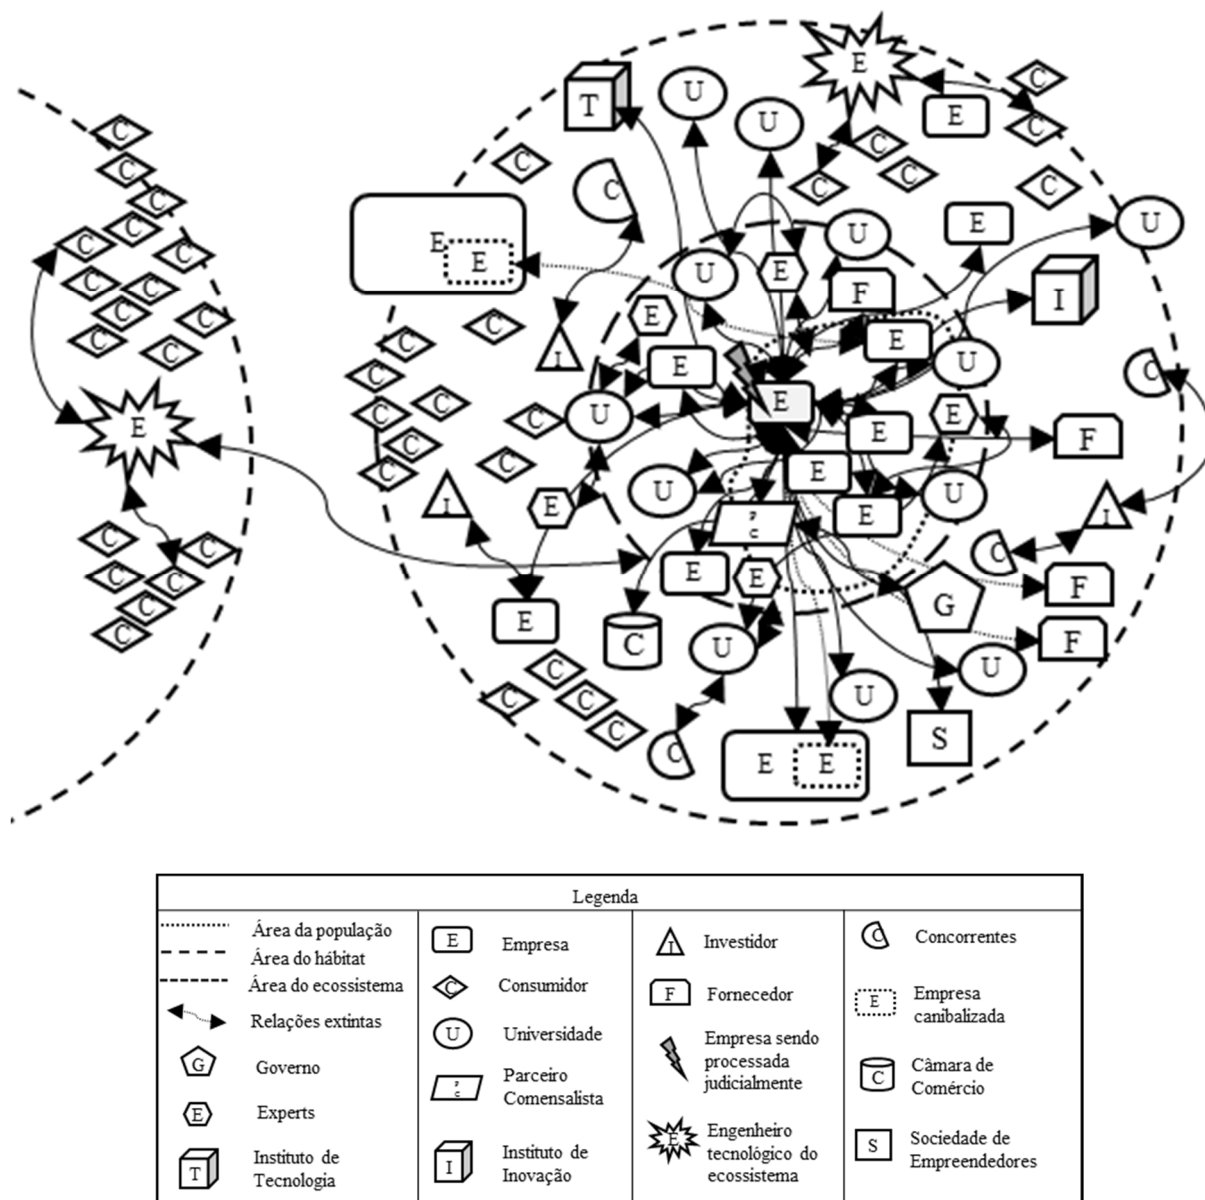 E
C
U
T
E
U
C
C
C
C
C
C
C
C
C
C
U
E
C
U
E
C
C
E
E
U
C
F
I
C
E
C
C
E
C
C
C
I
U
E
C
C
E
C
C
E
U
C
E
E
F
C
C
E
C
U
U
I
E
E
I
P
C
C
C
C
E
C
E
C
F
G
C
E
C
F
C
U
U
C
U
C
C
C
S
C
E
E
Legenda
Área da população
Área do hábitat
Área do ecossistema
Relações extintas
G
Governo
E
Experts
T
Instituto de
Tecnologia
E
Empresa
C
Consumidor
U
Universidade
P
C
Parceiro
Comensalista
I
Instituto de
Inovação
I
Investidor
F
Fornecedor
Empresa sendo
processada
judicialmente
E
Engenheiro
tecnológico do
ecossistema
C
Concorrentes
E
Empresa
canibalizada
C
Câmara de
Comércio
S
Sociedade de
Empreendedores